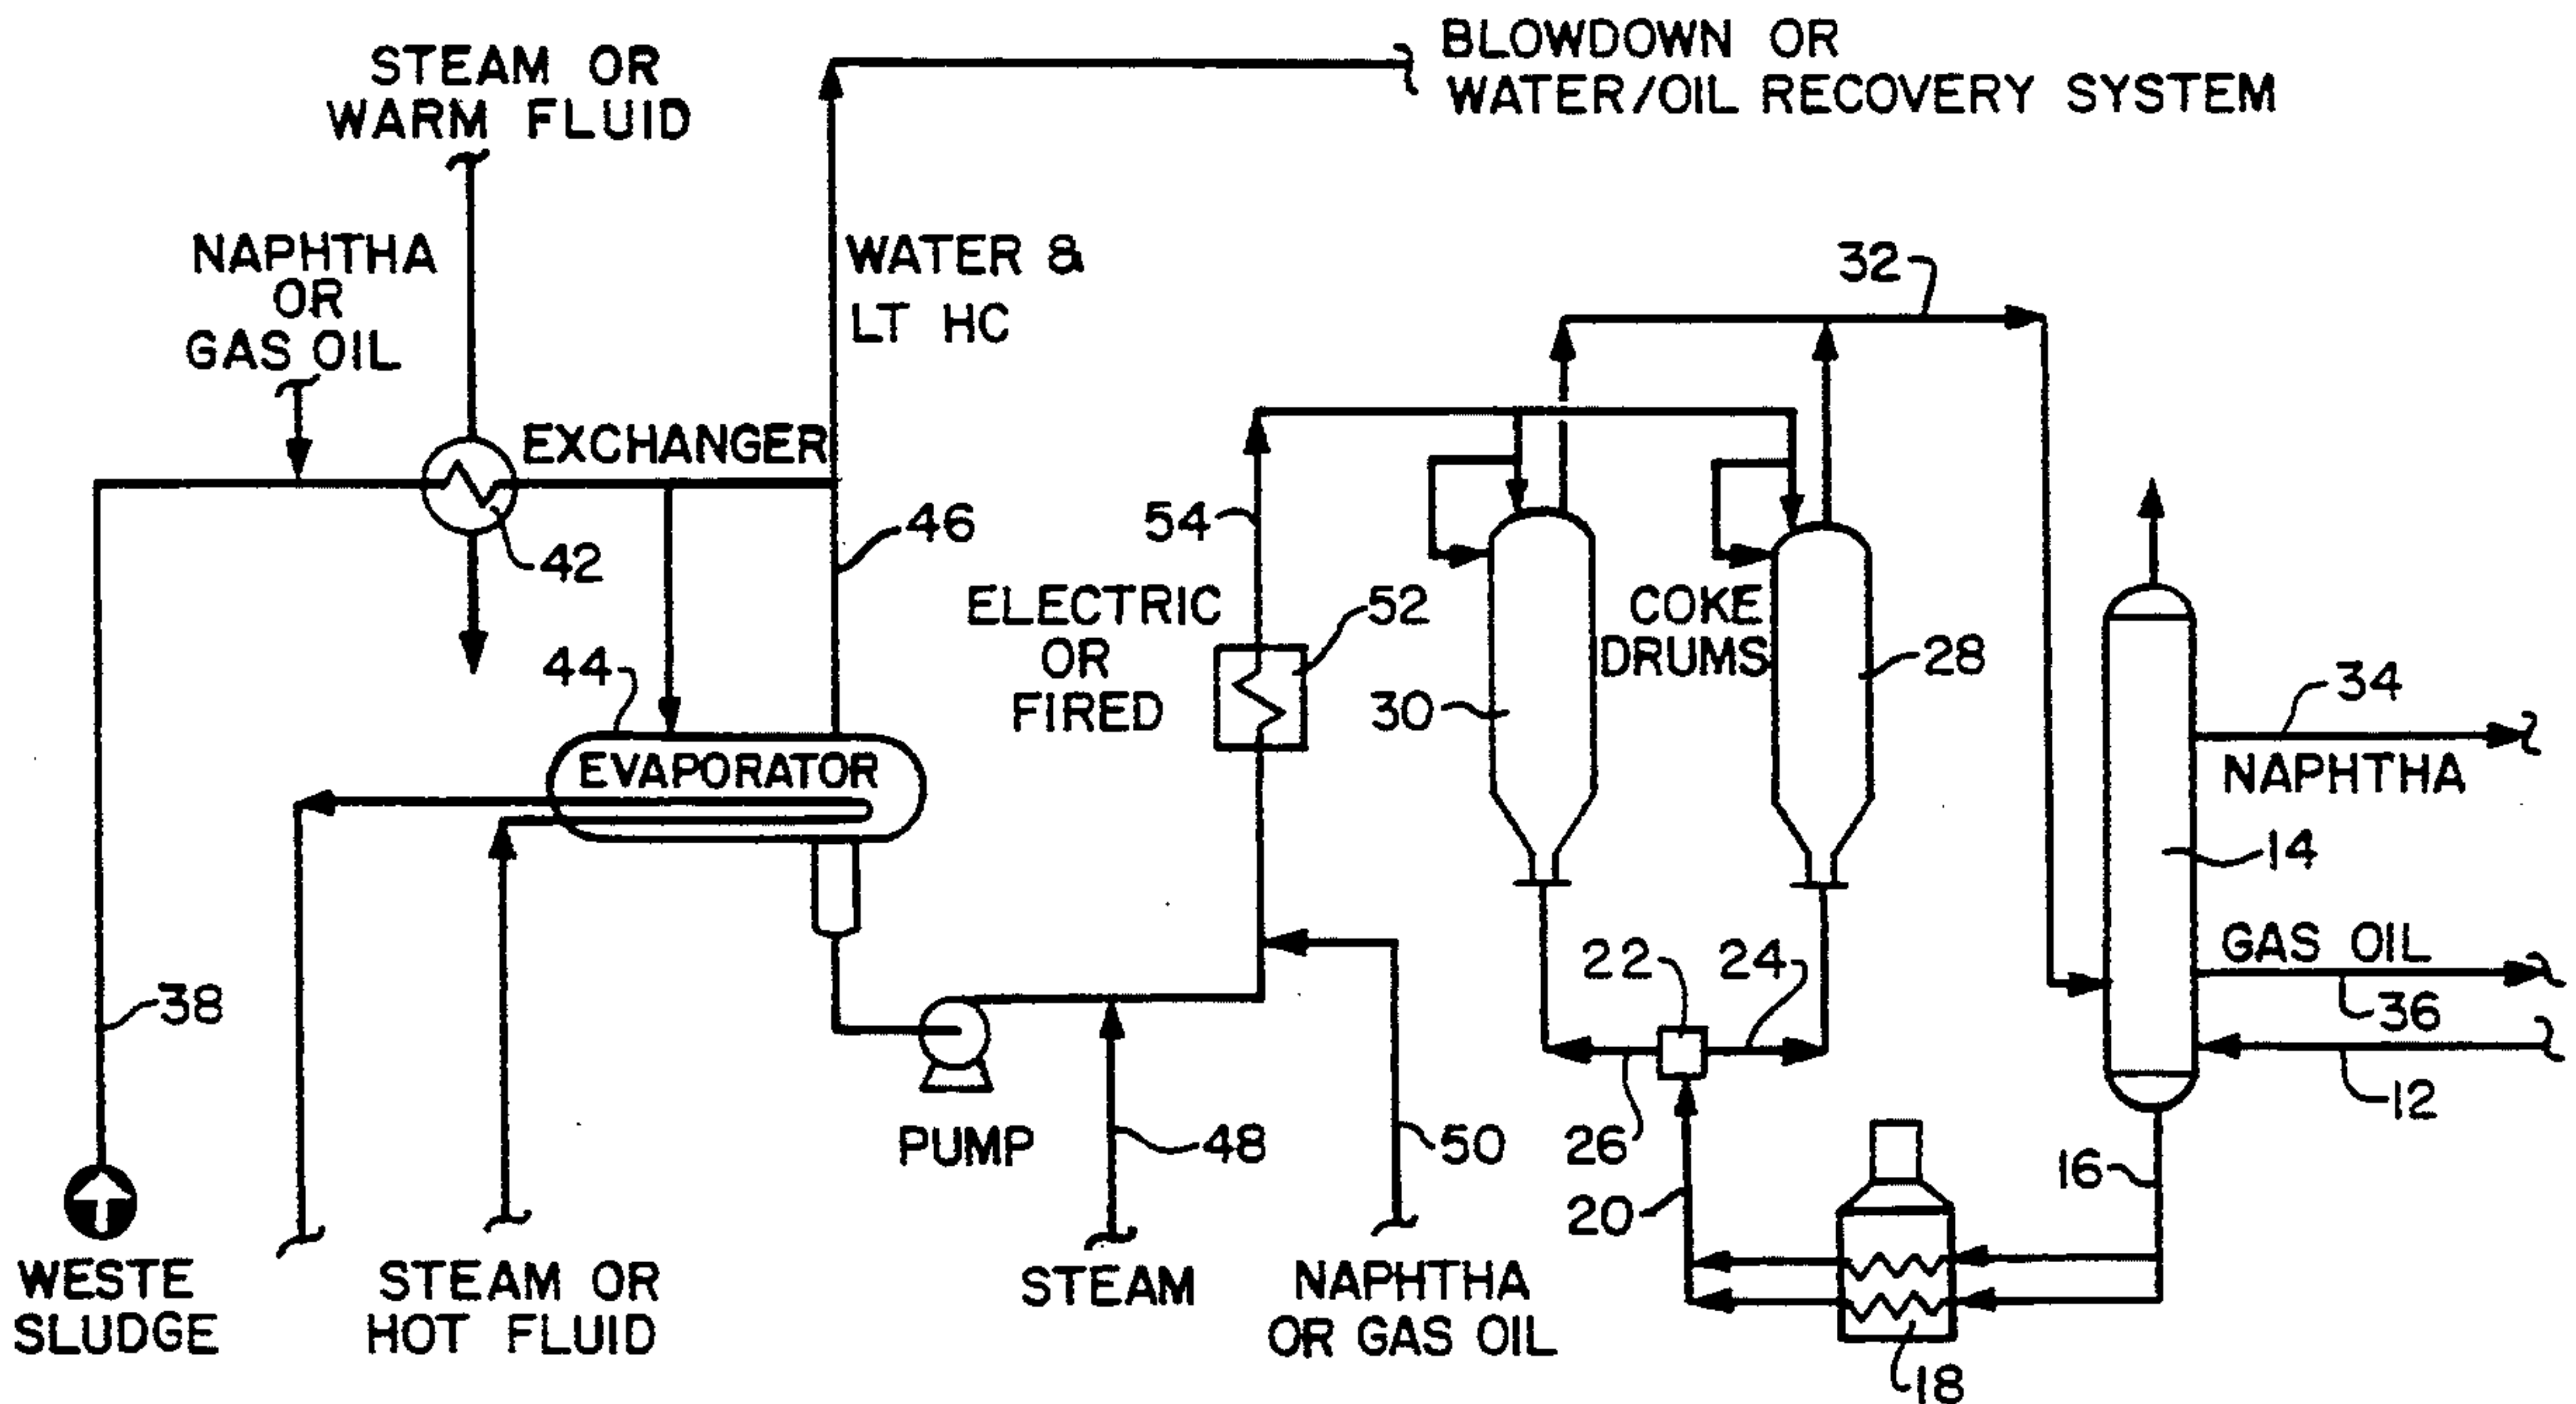 BLOWDOWN OR
WATER/OIL RECOVERY SYSTEM
STEAM OR
WARM FLUID
NAPHTHA
OR
GAS OIL
WATER &
LT HC
32
EXCHANGER
42
46
54
ELECTRIC
OR
FIRED
52
COKE
DRUMS
30
28
44
EVAPORATOR
34
NAPHTHA
14
GAS OIL
36
12
38
22
24
26
20
16
18
PUMP
48
50
WESTE
SLUDGE
STEAM OR
HOT FLUID
STEAM
NAPHTHA
OR GAS OIL